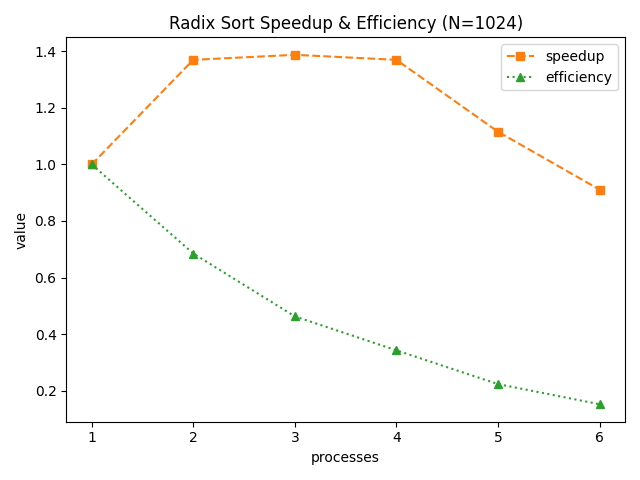 Radix Sort Speedup & Efficiency (N=1024)
speedup
efficiency
value
1.4
1.2
1.0
0.8
0.6
0.4
0.2
1 2 3 4 5 6
processes